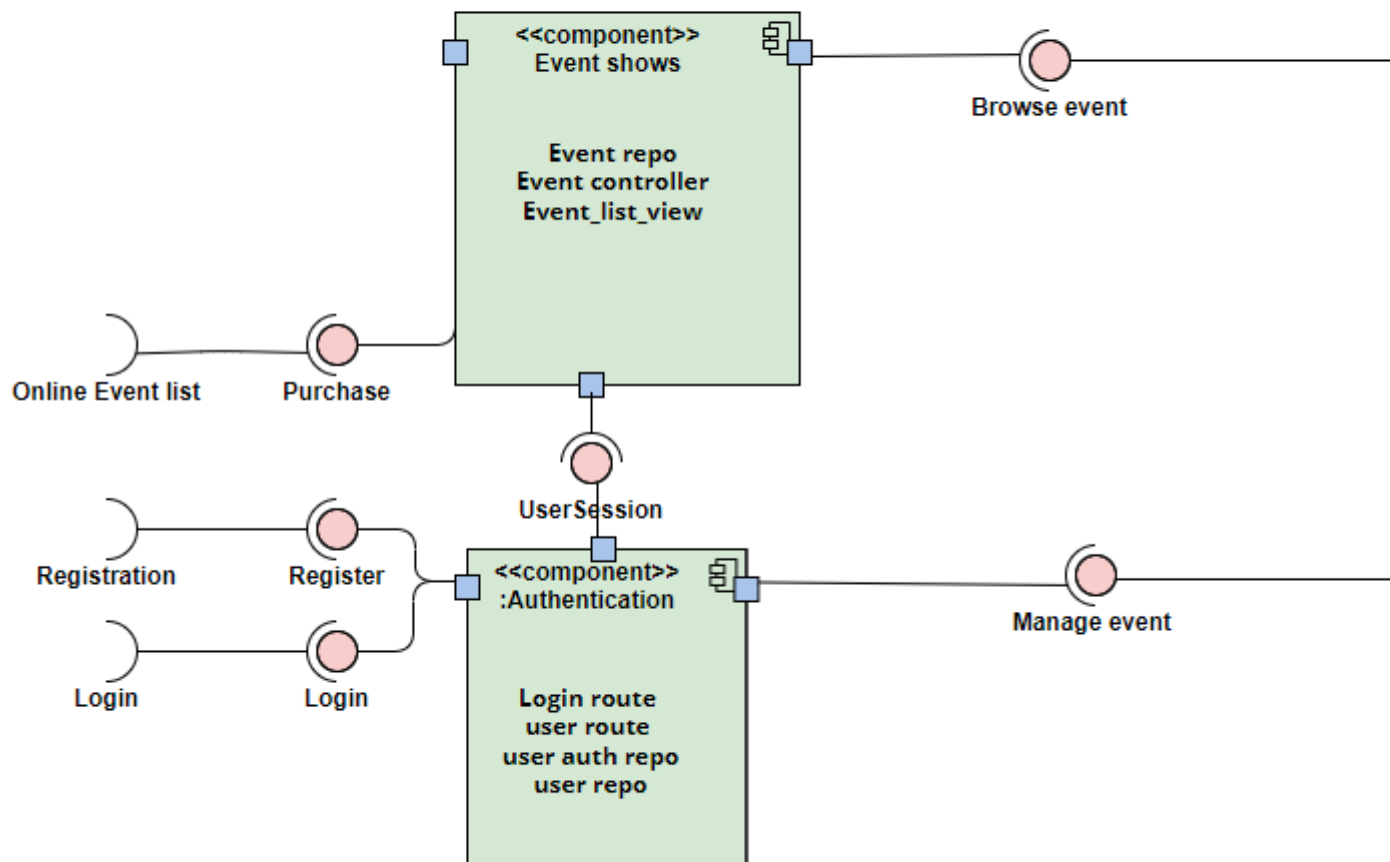 <<component>>
Event shows
Event repo
Event controller
Event_list_view
Browse event
Online Event list
Purchase
UserSession
Registration
Register
Login
Login
<<component>>
:Authentication
Login route
user route
user auth repo
user repo
Manage event